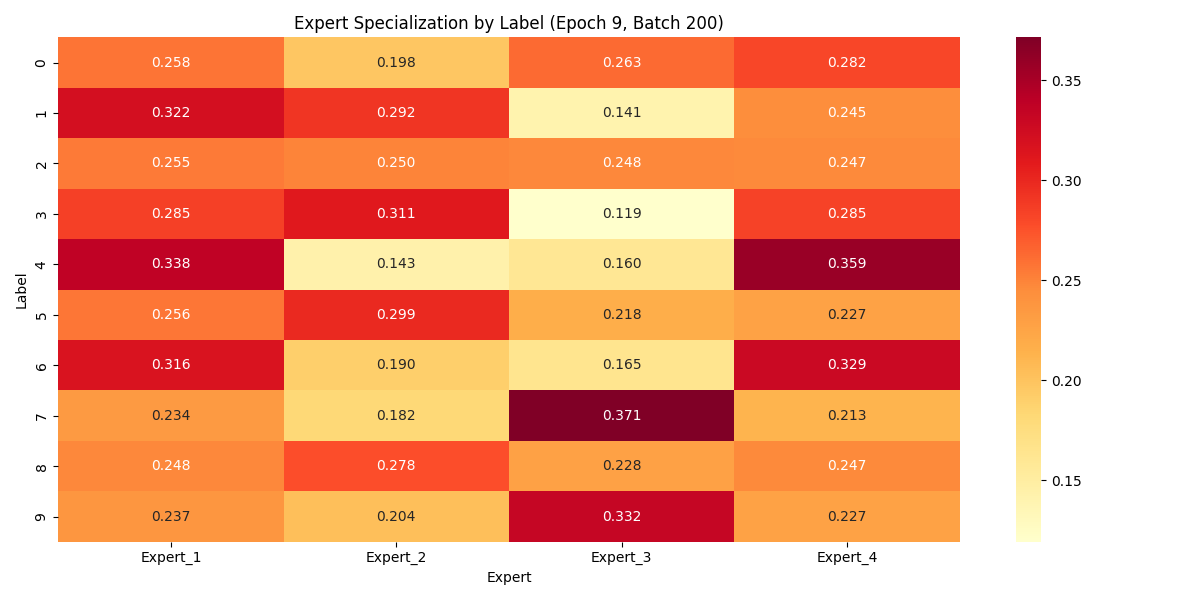 Expert Specialization by Label (Epoch 9, Batch 200)
0 0.258 0.198 0.263 0.282
1 0.322 0.292 0.141 0.245
2 0.255 0.250 0.248 0.247
3 0.285 0.311 0.119 0.285
4 0.338 0.143 0.160 0.359
5 0.256 0.299 0.218 0.227
6 0.316 0.190 0.165 0.329
7 0.234 0.182 0.371 0.213
8 0.248 0.278 0.228 0.247
9 0.237 0.204 0.332 0.227
Label
Expert_1 Expert_2 Expert_3 Expert_4
Expert
0.35
0.30
0.25
0.20
0.15